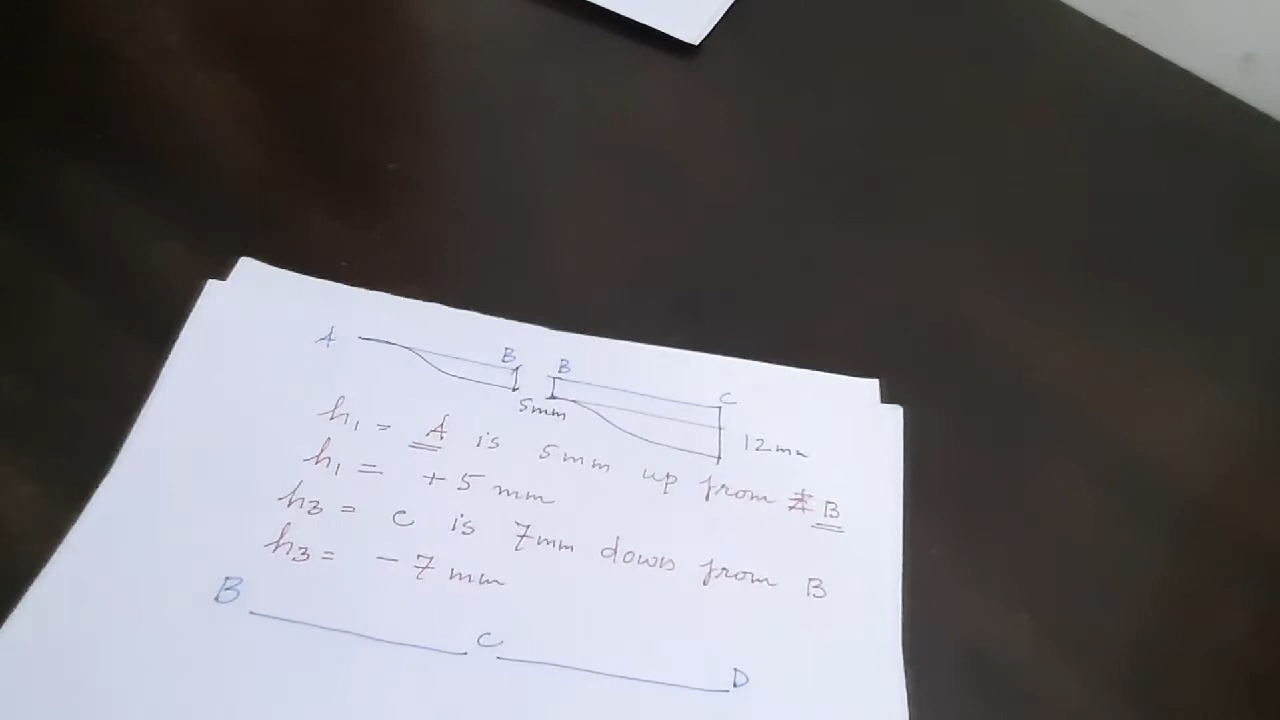 A B B C
5mm 12mm
h₁ = A is 5mm up from B
h₁ = +5 mm
h₃ = C is 7mm down from B
h₃ = - 7 mm
B C D